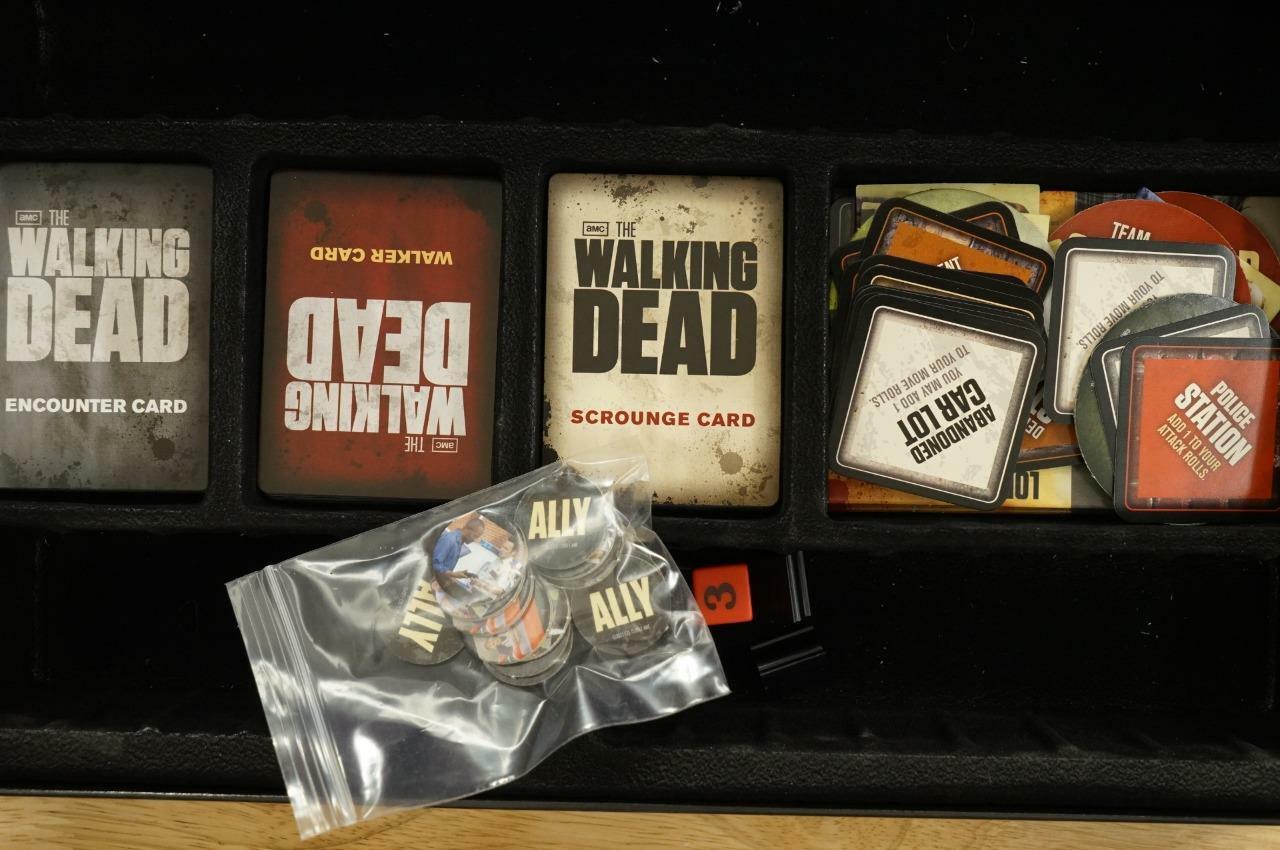 amc THE
WALKING
DEAD
ENCOUNTER CARD
amc THE
WALKING
DEAD
WALKER CARD
amc THE
WALKING
DEAD
SCROUNGE CARD
TEAM
TO YOUR MOVE ROLLS.
ABANDONED
CAR LOT
YOU MAY ADD 1
TO YOUR MOVE ROLLS.
POLICE
STATION
ADD 1 TO YOUR
ATTACK ROLLS.
ALLY
ALLY
ALLY
3